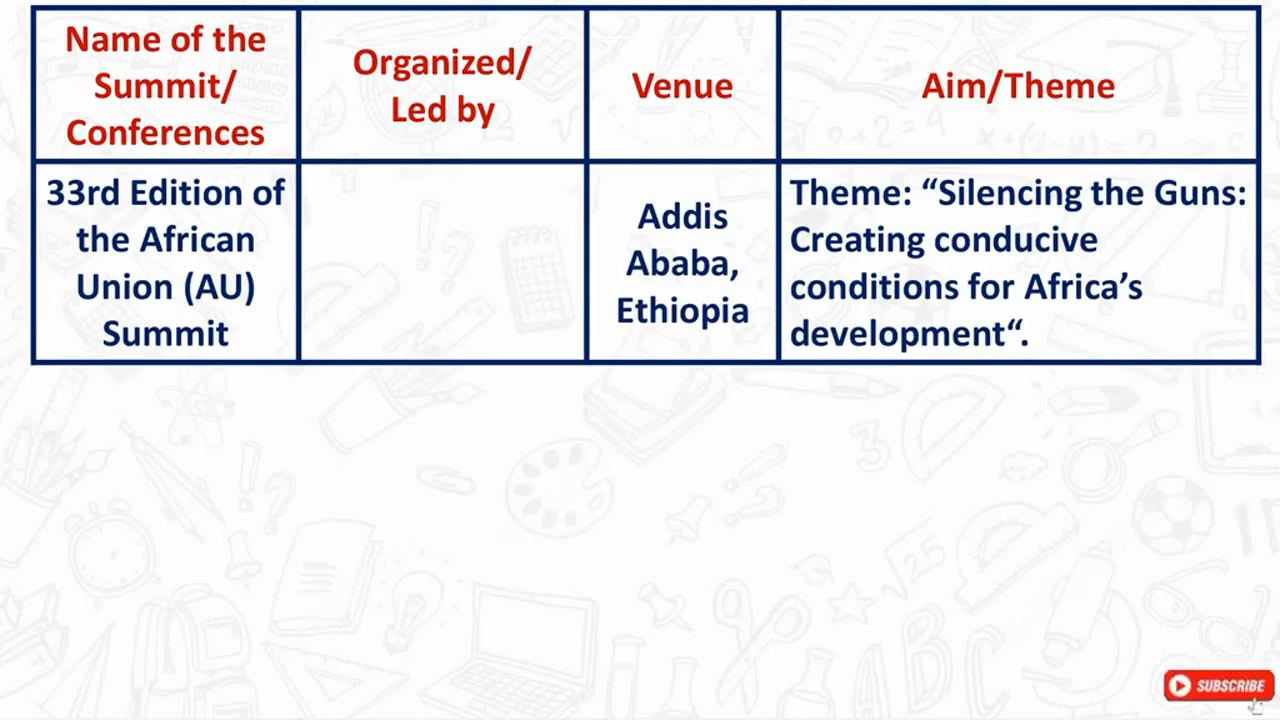 Name of the
Summit/
Conferences
Organized/
Led by
Venue
Aim/Theme
33rd Edition of
the African
Union (AU)
Summit
Addis
Ababa,
Ethiopia
Theme: “Silencing the Guns:
Creating conducive
conditions for Africa’s
development“.
SUBSCRIBE